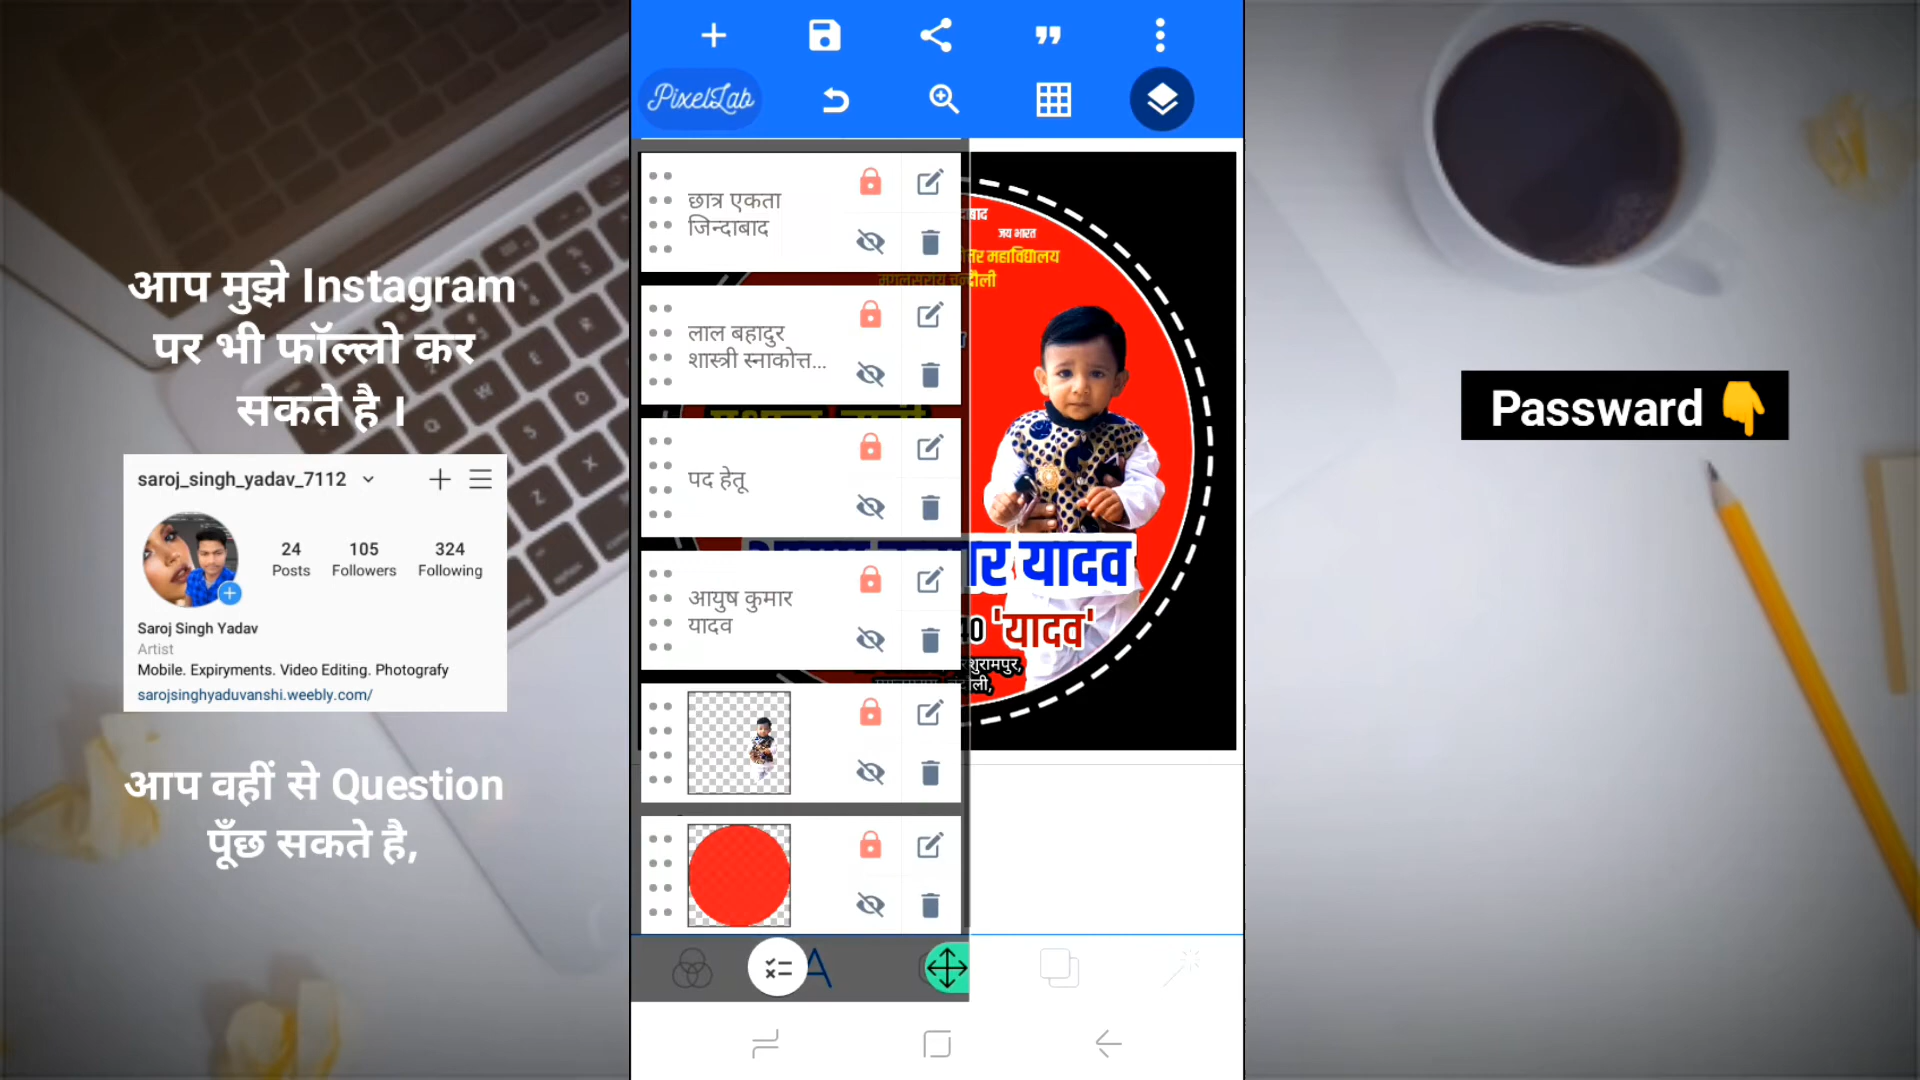 आप मुझे Instagram
पर भी फॉल्लो कर
सकते है ।
saroj_singh_yadav_7112
24
105
324
Posts
Followers
Following
Saroj Singh Yadav
Artist
Mobile. Expiryments. Video Editing. Photografy
sarojsinghyaduvanshi.weebly.com/
आप वहीं से Question
पूँछ सकते है,
PixelLab
छात्र एकता
जिन्दाबाद
लाल बहादुर
शास्त्री स्नाकोत्त...
पद हेतू
आयुष कुमार
यादव
जय भारत
महाविद्यालय
यादव
'यादव'
Passward 👇